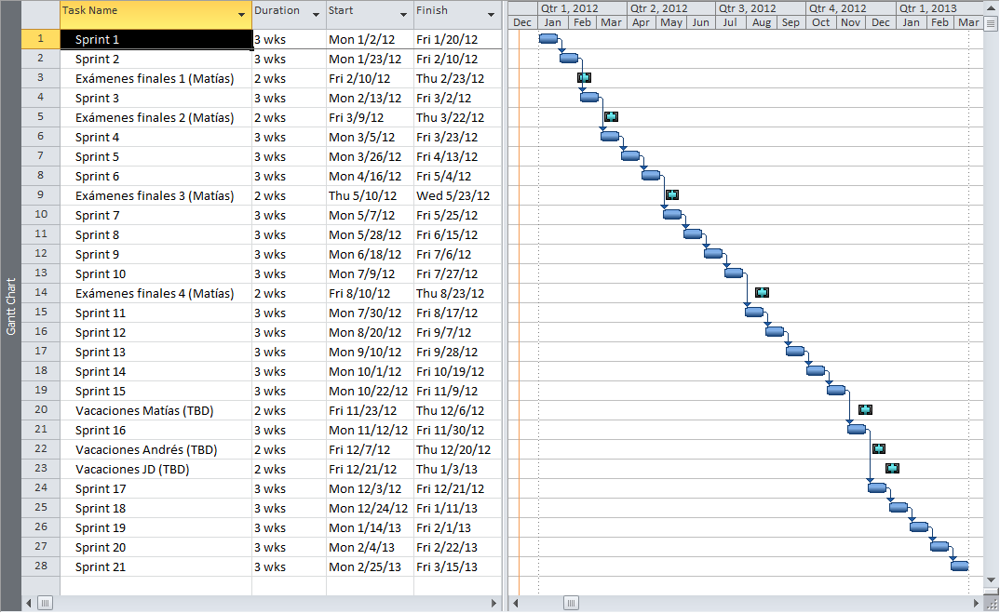 Task Name Duration Start Finish
Qtr 1, 2012 Qtr 2, 2012 Qtr 3, 2012 Qtr 4, 2012 Qtr 1, 2013
Dec Jan Feb Mar Apr May Jun Jul Aug Sep Oct Nov Dec Jan Feb Mar
Gantt Chart
1 Sprint 1 3 wks Mon 1/2/12 Fri 1/20/12
2 Sprint 2 3 wks Mon 1/23/12 Fri 2/10/12
3 Exámenes finales 1 (Matías) 2 wks Fri 2/10/12 Thu 2/23/12
4 Sprint 3 3 wks Mon 2/13/12 Fri 3/2/12
5 Exámenes finales 2 (Matías) 2 wks Fri 3/9/12 Thu 3/22/12
6 Sprint 4 3 wks Mon 3/5/12 Fri 3/23/12
7 Sprint 5 3 wks Mon 3/26/12 Fri 4/13/12
8 Sprint 6 3 wks Mon 4/16/12 Fri 5/4/12
9 Exámenes finales 3 (Matías) 2 wks Thu 5/10/12 Wed 5/23/12
10 Sprint 7 3 wks Mon 5/7/12 Fri 5/25/12
11 Sprint 8 3 wks Mon 5/28/12 Fri 6/15/12
12 Sprint 9 3 wks Mon 6/18/12 Fri 7/6/12
13 Sprint 10 3 wks Mon 7/9/12 Fri 7/27/12
14 Exámenes finales 4 (Matías) 2 wks Fri 8/10/12 Thu 8/23/12
15 Sprint 11 3 wks Mon 7/30/12 Fri 8/17/12
16 Sprint 12 3 wks Mon 8/20/12 Fri 9/7/12
17 Sprint 13 3 wks Mon 9/10/12 Fri 9/28/12
18 Sprint 14 3 wks Mon 10/1/12 Fri 10/19/12
19 Sprint 15 3 wks Mon 10/22/12 Fri 11/9/12
20 Vacaciones Matías (TBD) 2 wks Fri 11/23/12 Thu 12/6/12
21 Sprint 16 3 wks Mon 11/12/12 Fri 11/30/12
22 Vacaciones Andrés (TBD) 2 wks Fri 12/7/12 Thu 12/20/12
23 Vacaciones JD (TBD) 2 wks Fri 12/21/12 Thu 1/3/13
24 Sprint 17 3 wks Mon 12/3/12 Fri 12/21/12
25 Sprint 18 3 wks Mon 12/24/12 Fri 1/11/13
26 Sprint 19 3 wks Mon 1/14/13 Fri 2/1/13
27 Sprint 20 3 wks Mon 2/4/13 Fri 2/22/13
28 Sprint 21 3 wks Mon 2/25/13 Fri 3/15/13